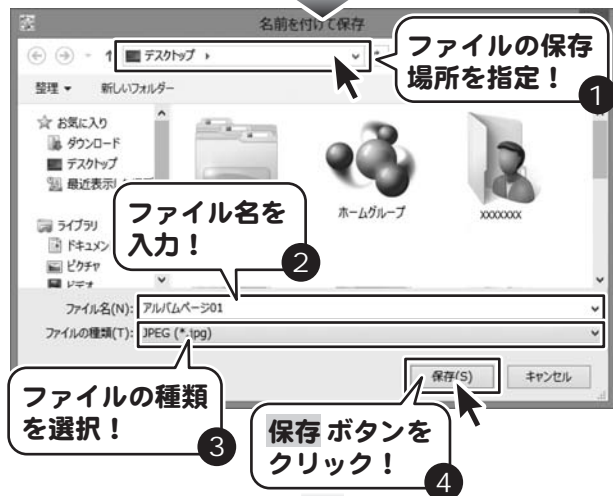 名前を付けて保存
デスクトップ
ファイルの保存
場所を指定！
1
整理
新しいフォルダー
お気に入り
ダウンロード
デスクトップ
最近表示
ライブラリ
ドキュメン
ピクチャ
ビデオ
ホームグループ
xxxxxxx
ファイル名を
入力！
2
ファイル名(N): アルバムページ01
ファイルの種類(T): JPEG (*.jpg)
保存(S)
キャンセル
ファイルの種類
を選択！
3
保存 ボタンを
クリック！
4